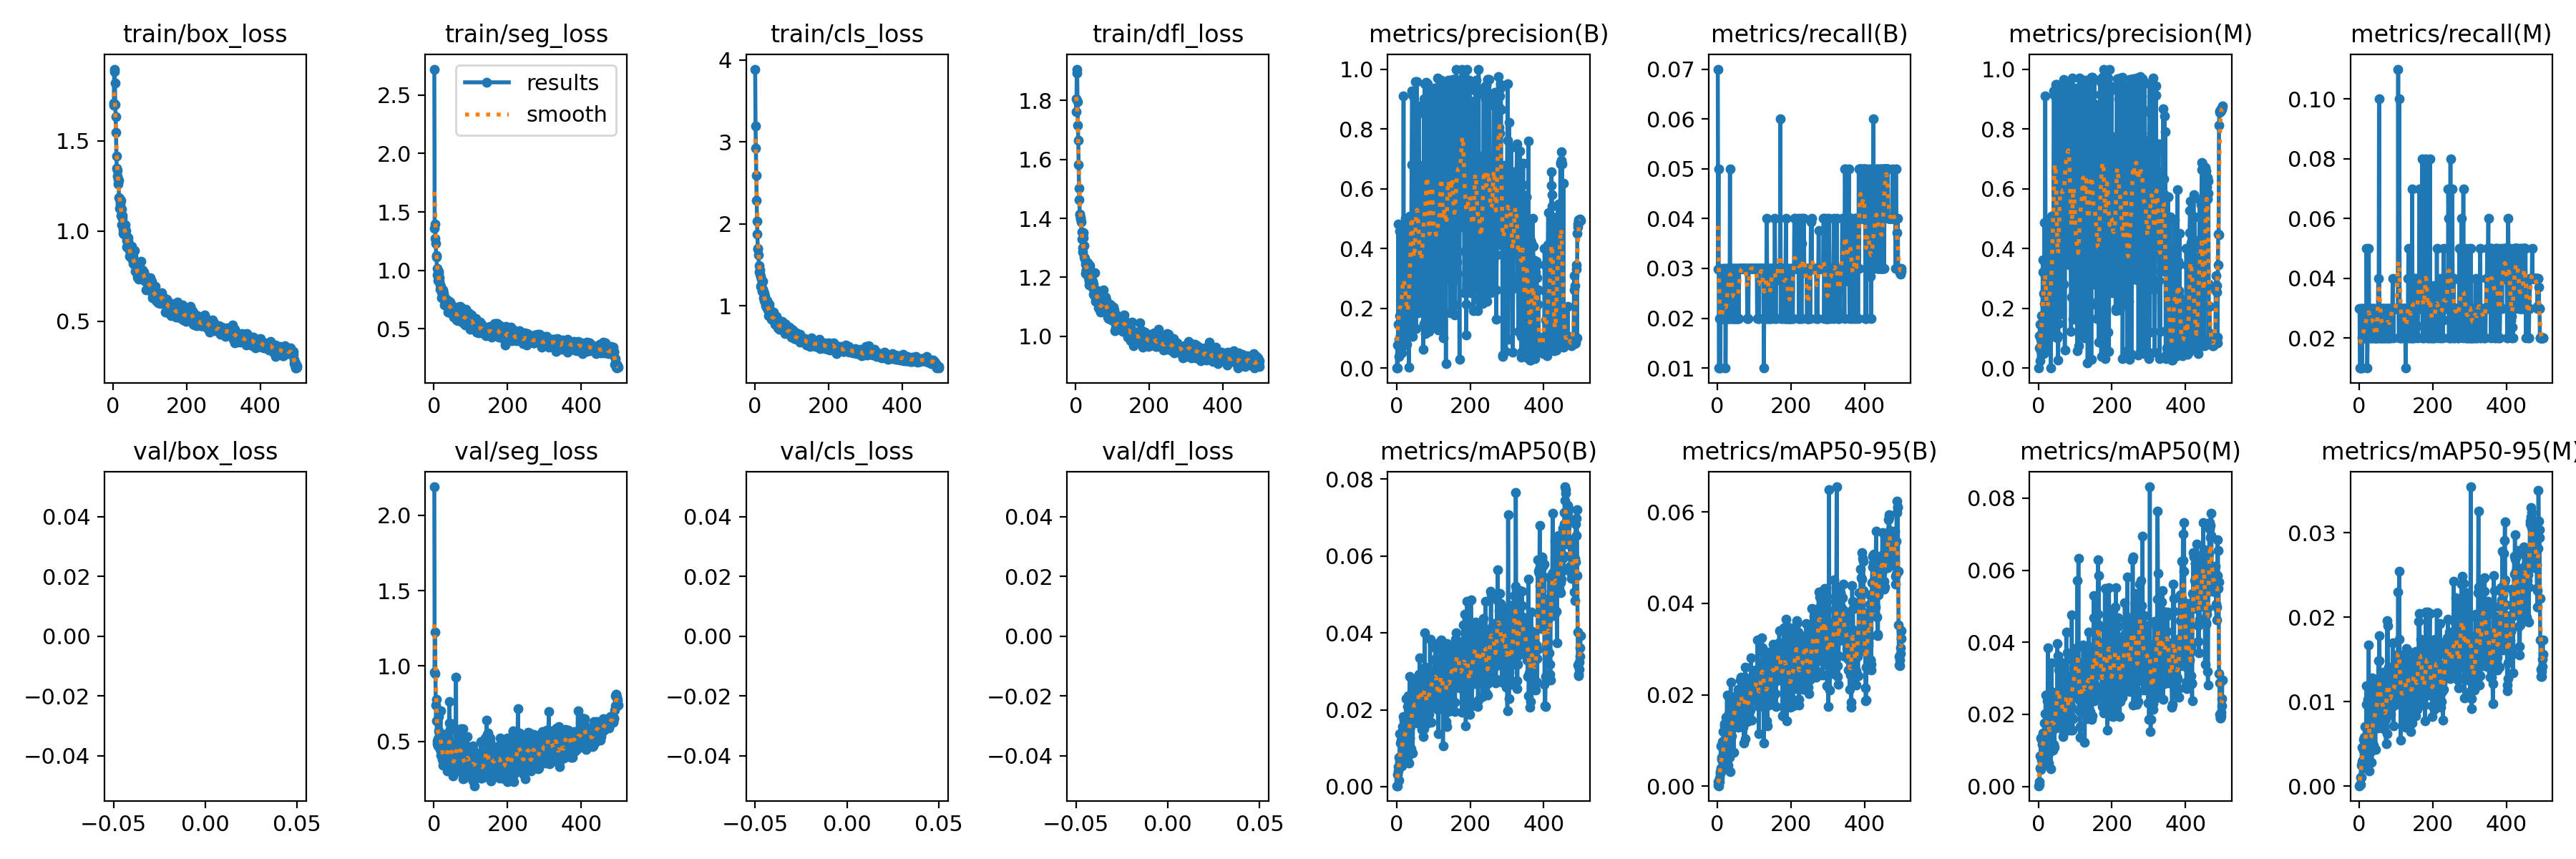 train/box_loss
1.5
1.0
0.5
0 200 400
train/seg_loss
results
smooth
2.5
2.0
1.5
1.0
0.5
0 200 400
train/cls_loss
4
3
2
1
0 200 400
train/dfl_loss
1.8
1.6
1.4
1.2
1.0
0 200 400
metrics/precision(B)
1.0
0.8
0.6
0.4
0.2
0.0
0 200 400
metrics/recall(B)
0.07
0.06
0.05
0.04
0.03
0.02
0.01
0 200 400
metrics/precision(M)
1.0
0.8
0.6
0.4
0.2
0.0
0 200 400
metrics/recall(M)
0.10
0.08
0.06
0.04
0.02
0 200 400
val/box_loss
0.04
0.02
0.00
−0.02
−0.04
−0.05 0.00 0.05
val/seg_loss
2.0
1.5
1.0
0.5
0 200 400
val/cls_loss
0.04
0.02
0.00
−0.02
−0.04
−0.05 0.00 0.05
val/dfl_loss
0.04
0.02
0.00
−0.02
−0.04
−0.05 0.00 0.05
metrics/mAP50(B)
0.08
0.06
0.04
0.02
0.00
0 200 400
metrics/mAP50-95(B)
0.06
0.04
0.02
0.00
0 200 400
metrics/mAP50(M)
0.08
0.06
0.04
0.02
0.00
0 200 400
metrics/mAP50-95(M)
0.03
0.02
0.01
0.00
0 200 400